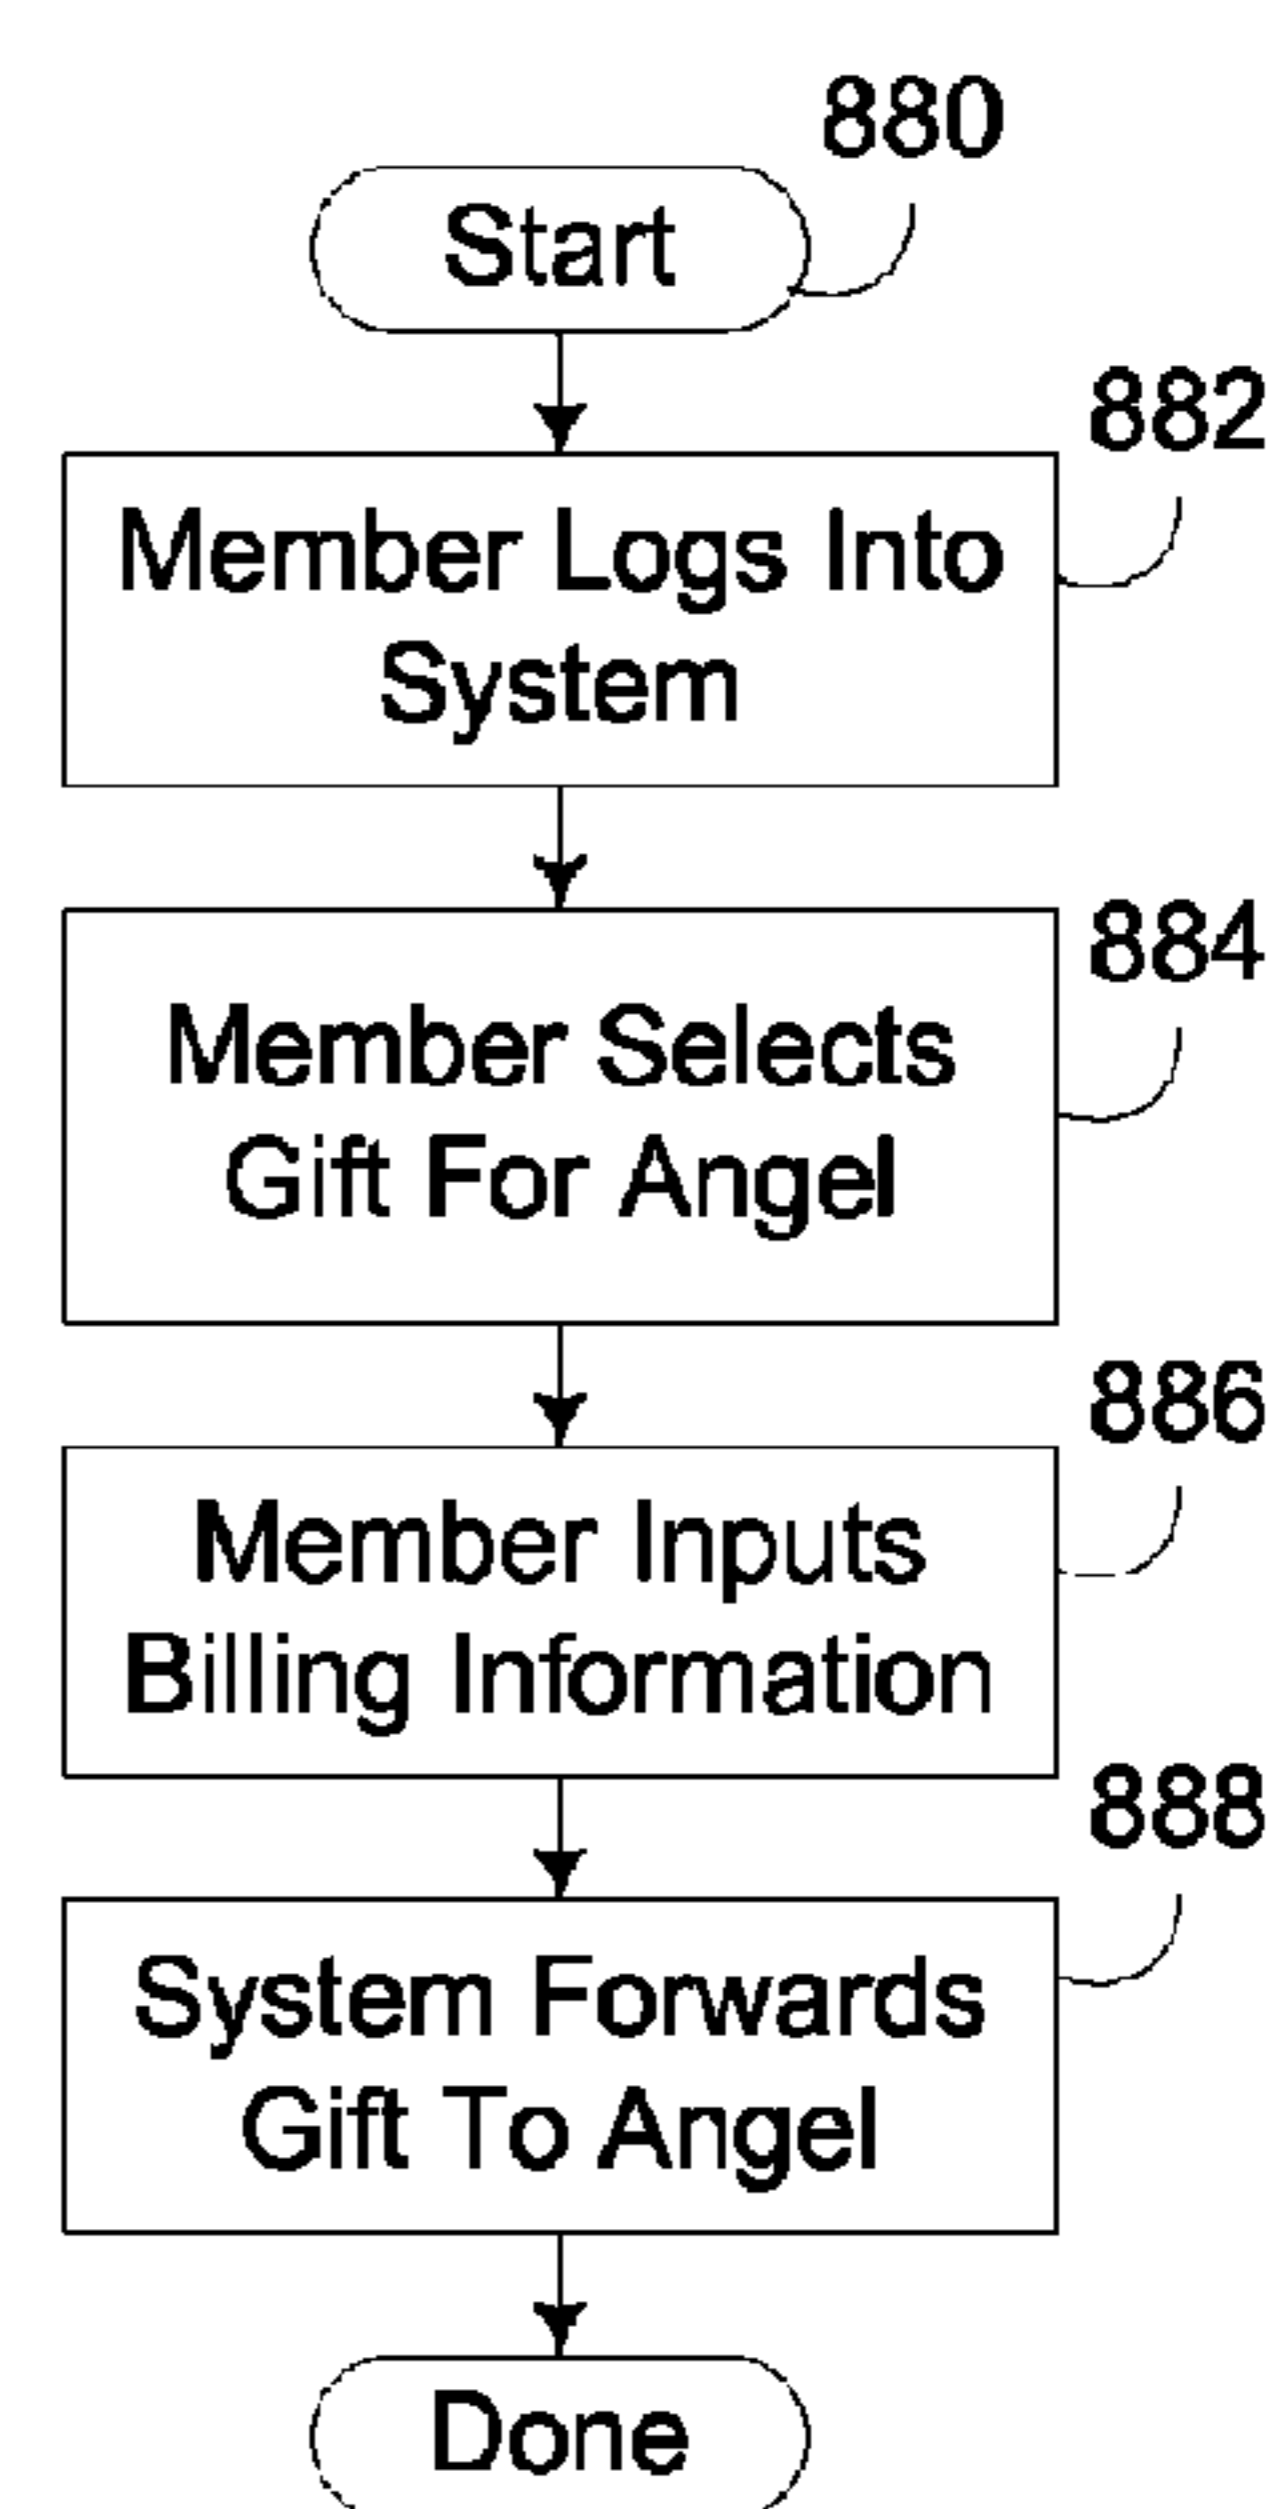 880
Start
882
Member Logs Into
System
884
Member Selects
Gift For Angel
886
Member Inputs
Billing Information
888
System Forwards
Gift To Angel
Done